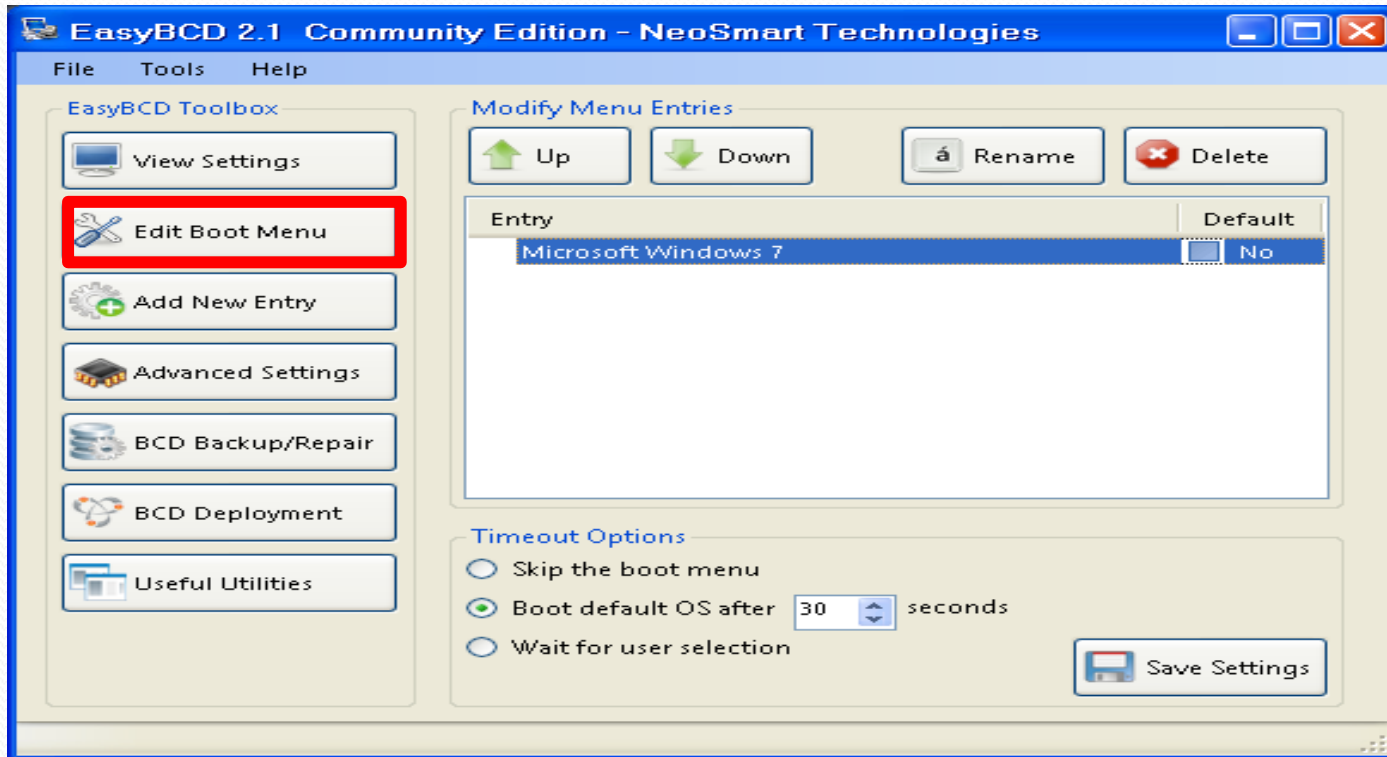 EasyBCD 2.1 Community Edition - NeoSmart Technologies
File Tools Help
EasyBCD Toolbox
View Settings
Edit Boot Menu
Add New Entry
Advanced Settings
BCD Backup/Repair
BCD Deployment
Useful Utilities
Modify Menu Entries
Up Down á Rename Delete
Entry Default
Microsoft Windows 7 No
Timeout Options
Skip the boot menu
Boot default OS after 30 seconds
Wait for user selection
Save Settings